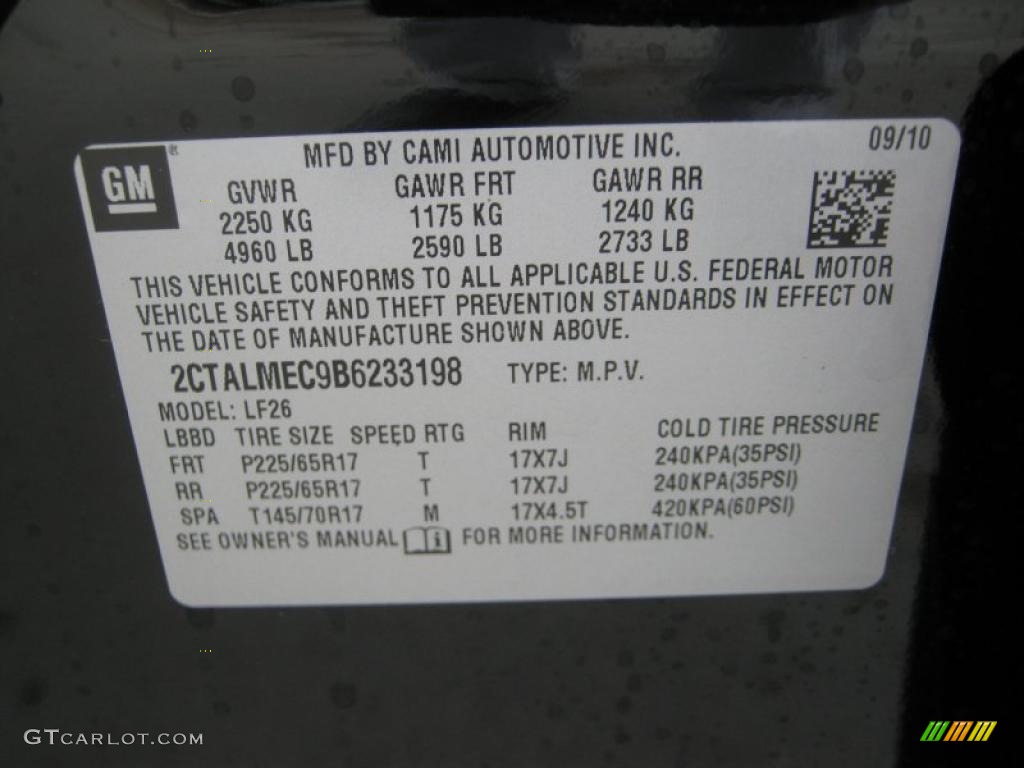 GM ®
MFD BY CAMI AUTOMOTIVE INC. 09/10
GVWR GAWR FRT GAWR RR
2250 KG 1175 KG 1240 KG
4960 LB 2590 LB 2733 LB
THIS VEHICLE CONFORMS TO ALL APPLICABLE U.S. FEDERAL MOTOR
VEHICLE SAFETY AND THEFT PREVENTION STANDARDS IN EFFECT ON
THE DATE OF MANUFACTURE SHOWN ABOVE.
2CTALMEC9B6233198 TYPE: M.P.V.
MODEL: LF26
LBBD TIRE SIZE SPEED RTG RIM COLD TIRE PRESSURE
FRT P225/65R17 T 17X7J 240KPA(35PSI)
RR P225/65R17 T 17X7J 240KPA(35PSI)
SPA T145/70R17 M 17X4.5T 420KPA(60PSI)
SEE OWNER'S MANUAL i FOR MORE INFORMATION.
GTCARLOT.COM